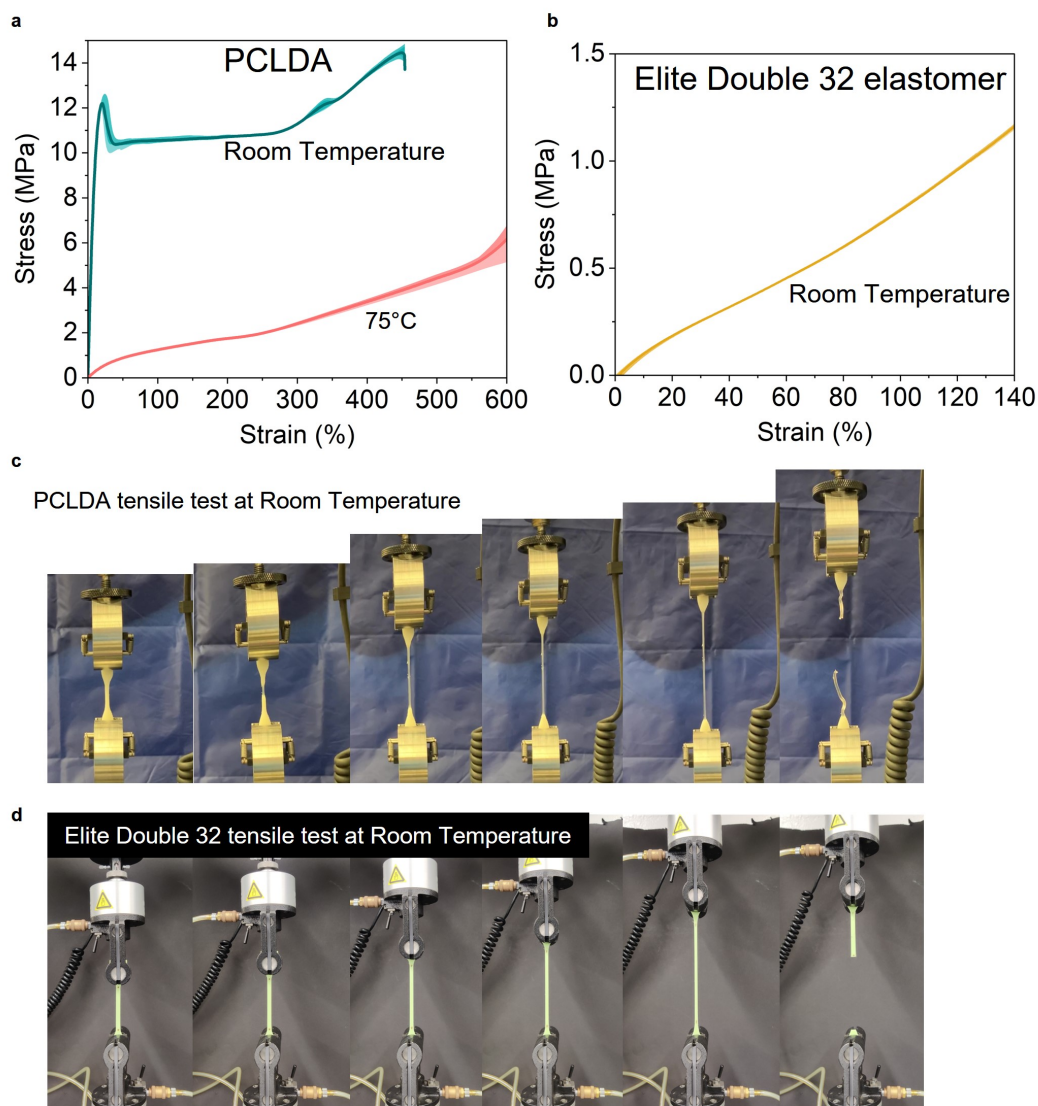 a
PCLDA
Room Temperature
75°C
Stress (MPa)
14
12
10
8
6
4
2
0
0 100 200 300 400 500 600
Strain (%)
b
Elite Double 32 elastomer
Room Temperature
Stress (MPa)
1.5
1.0
0.5
0.0
0 20 40 60 80 100 120 140
Strain (%)
c
PCLDA tensile test at Room Temperature
d
Elite Double 32 tensile test at Room Temperature